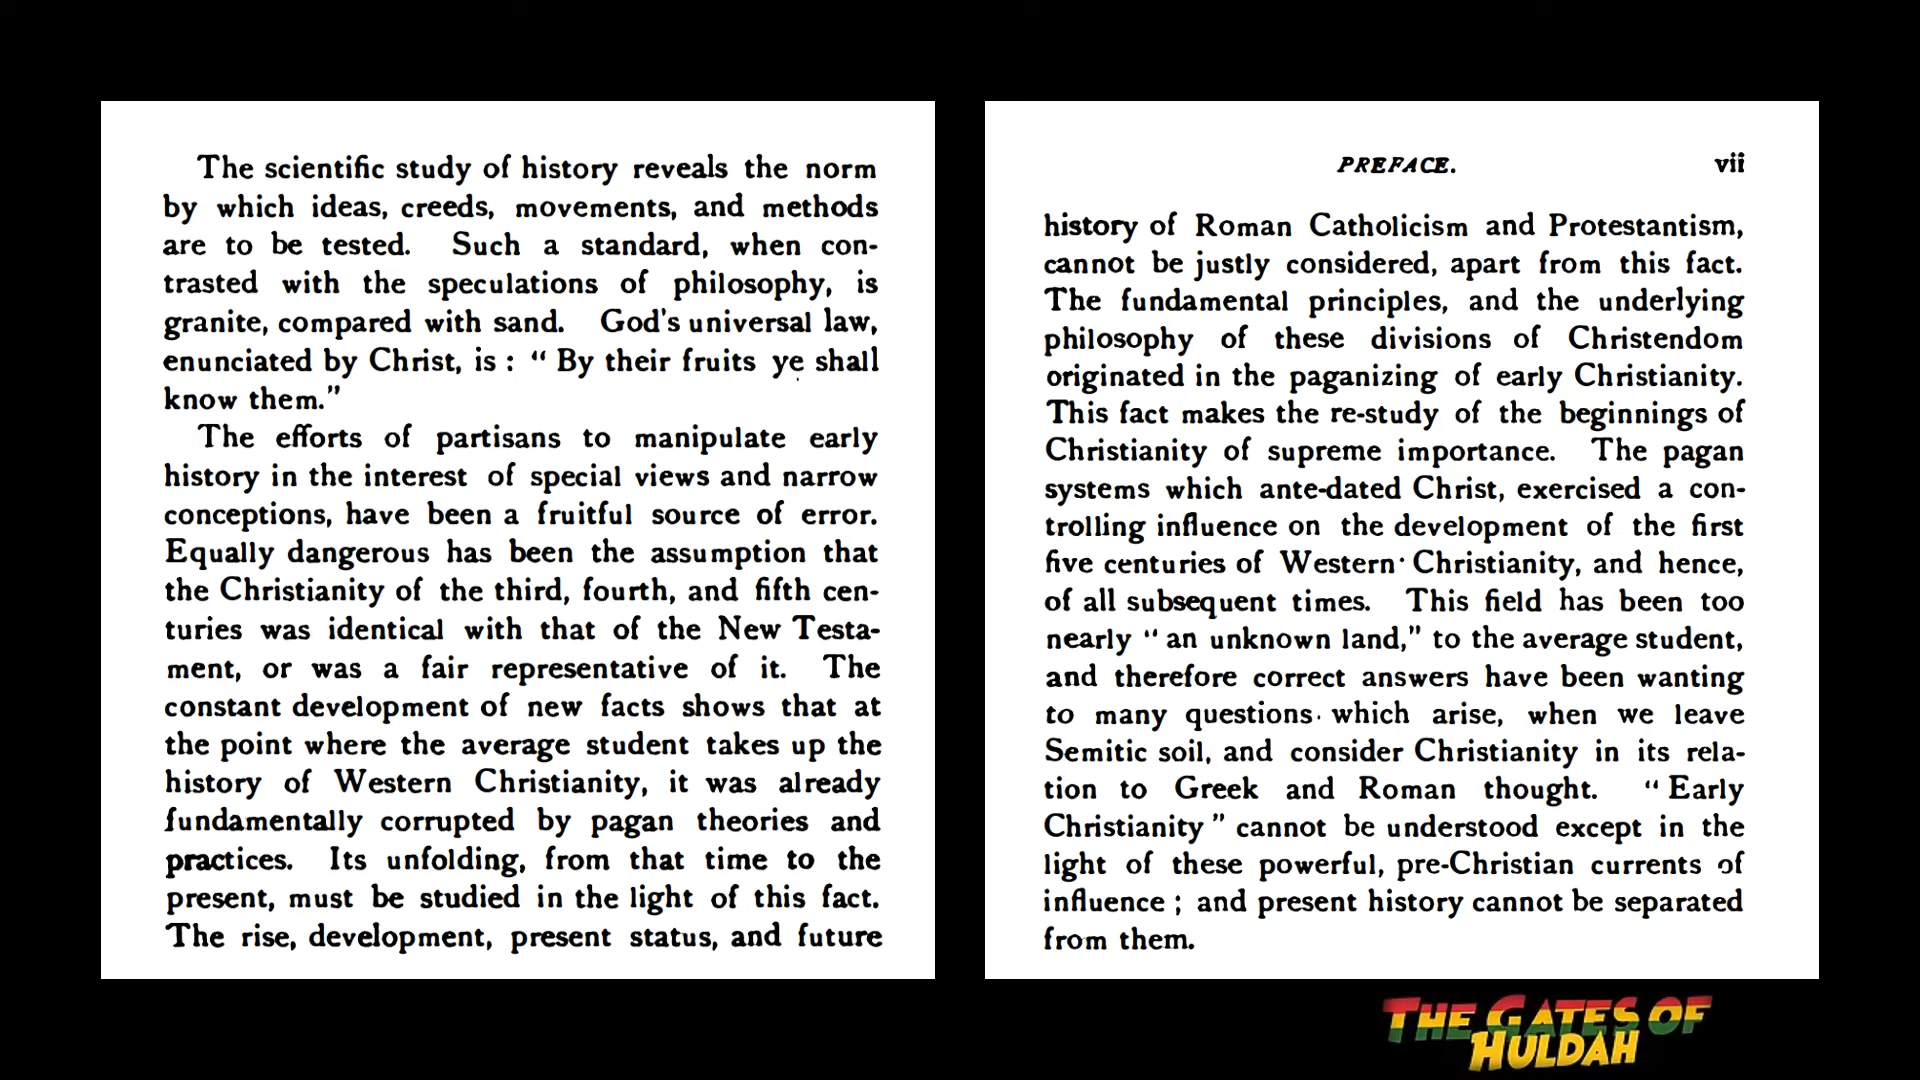 The scientific study of history reveals the norm
by which ideas, creeds, movements, and methods
are to be tested. Such a standard, when con-
trasted with the speculations of philosophy, is
granite, compared with sand. God's universal law,
enunciated by Christ, is : “ By their fruits ye shall
know them.”
The efforts of partisans to manipulate early
history in the interest of special views and narrow
conceptions, have been a fruitful source of error.
Equally dangerous has been the assumption that
the Christianity of the third, fourth, and fifth cen-
turies was identical with that of the New Testa-
ment, or was a fair representative of it. The
constant development of new facts shows that at
the point where the average student takes up the
history of Western Christianity, it was already
fundamentally corrupted by pagan theories and
practices. Its unfolding, from that time to the
present, must be studied in the light of this fact.
The rise, development, present status, and future
PREFACE. vii
history of Roman Catholicism and Protestantism,
cannot be justly considered, apart from this fact.
The fundamental principles, and the underlying
philosophy of these divisions of Christendom
originated in the paganizing of early Christianity.
This fact makes the re-study of the beginnings of
Christianity of supreme importance. The pagan
systems which ante-dated Christ, exercised a con-
trolling influence on the development of the first
five centuries of Western Christianity, and hence,
of all subsequent times. This field has been too
nearly “ an unknown land,” to the average student,
and therefore correct answers have been wanting
to many questions which arise, when we leave
Semitic soil, and consider Christianity in its rela-
tion to Greek and Roman thought. “ Early
Christianity ” cannot be understood except in the
light of these powerful, pre-Christian currents of
influence ; and present history cannot be separated
from them.
THE GATES OF
HULDAH